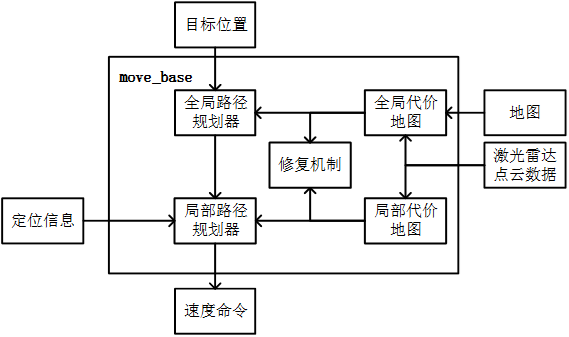 目标位置
move_base
全局路径
规划器
全局代价
地图
地图
修复机制
激光雷达
点云数据
定位信息
局部路径
规划器
局部代价
地图
速度命令